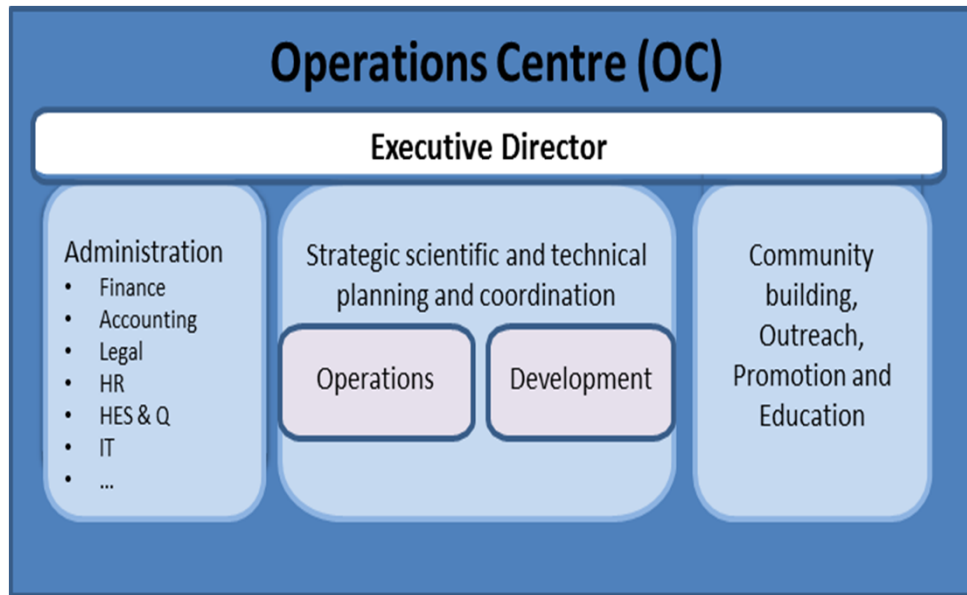 Operations Centre (OC)
Executive Director
Administration
• Finance
• Accounting
• Legal
• HR
• HES & Q
• IT
• ...
Strategic scientific and technical
planning and coordination
Operations
Development
Community
building,
Outreach,
Promotion and
Education